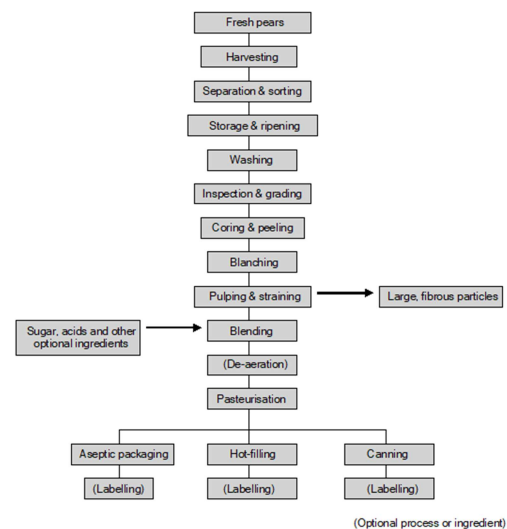 Fresh pears
Harvesting
Separation & sorting
Storage & ripening
Washing
Inspection & grading
Coring & peeling
Blanching
Pulping & straining
Large, fibrous particles
Sugar, acids and other
optional ingredients
Blending
(De-aeration)
Pasteurisation
Aseptic packaging
Hot-filling
Canning
(Labelling)
(Labelling)
(Labelling)
(Optional process or ingredient)